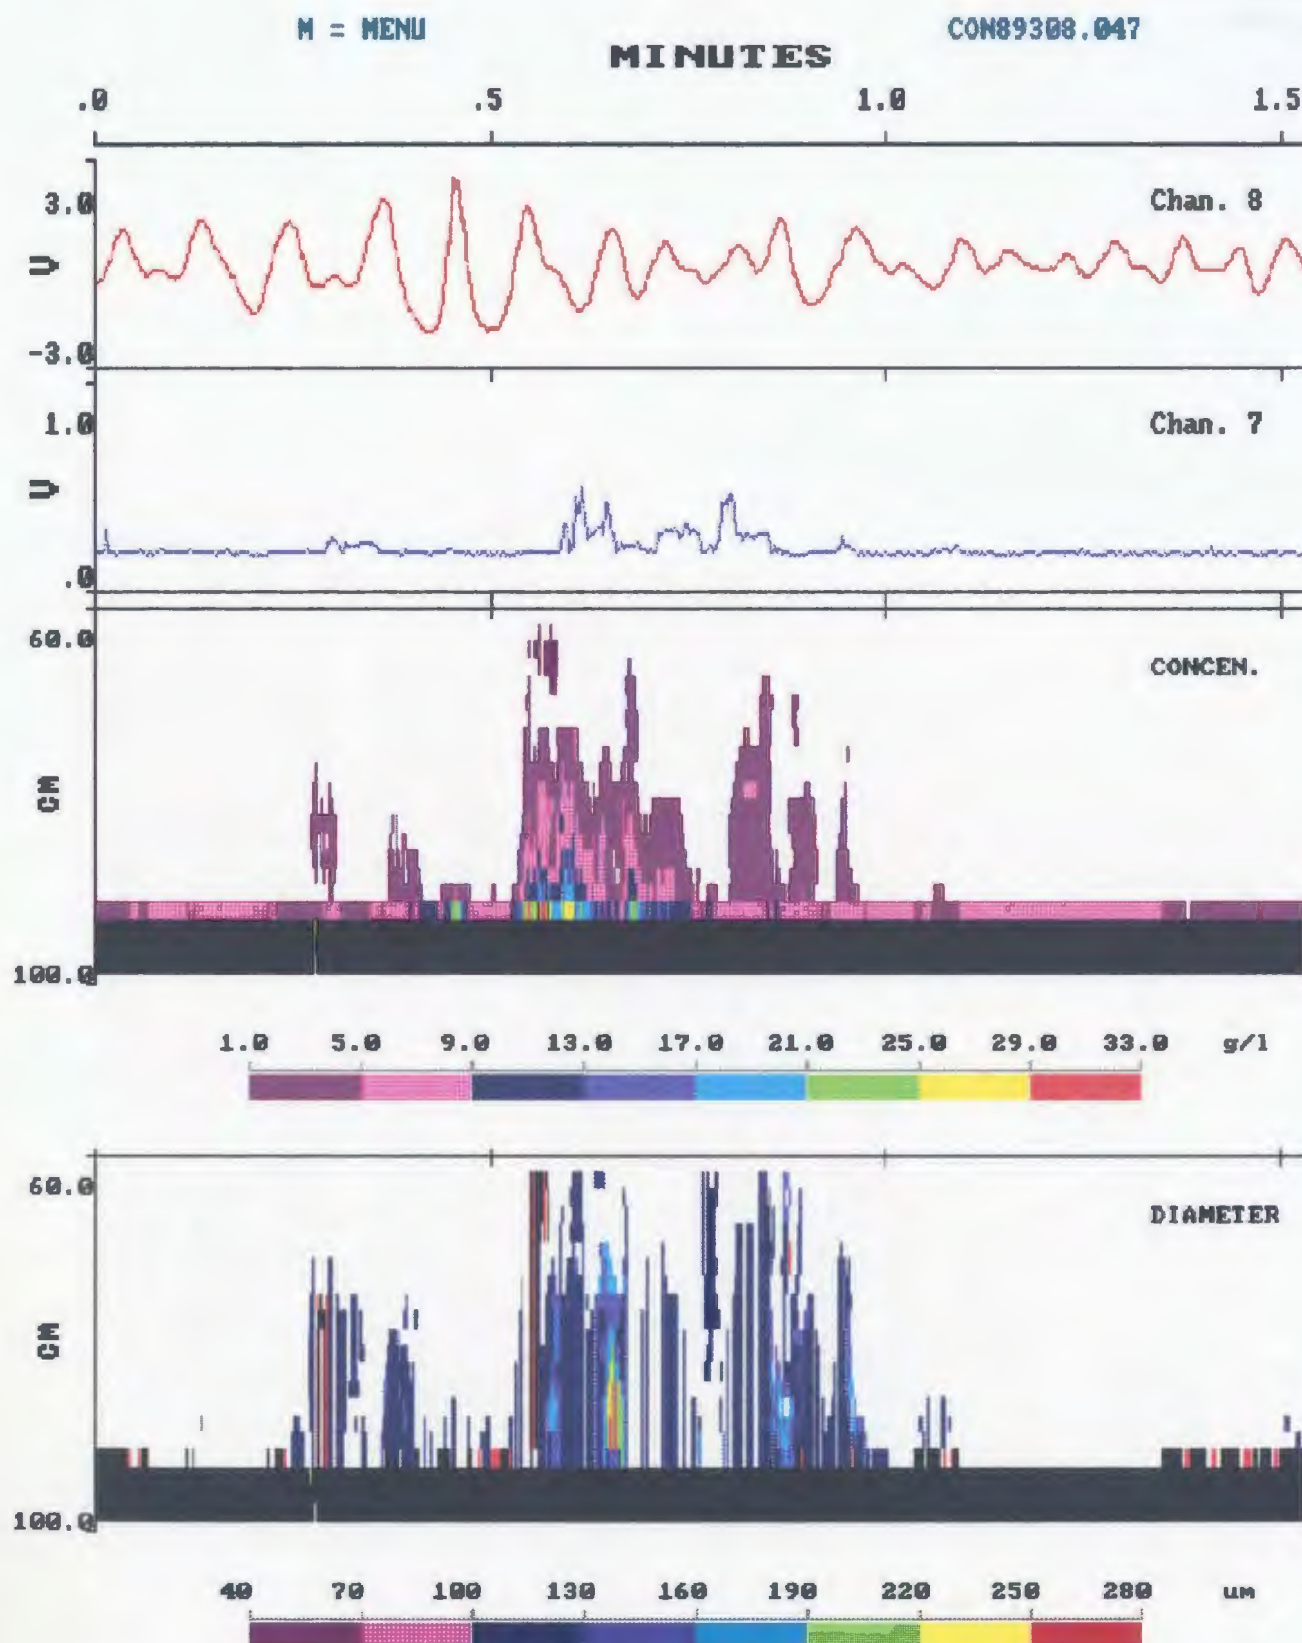 M = MENU CON89308.047
MINUTES
.0 .5 1.0 1.5
3.0 Chan. 8
V
-3.0
1.0 Chan. 7
V
.0
60.0
CONCEN.
CM
100.0
1.0 5.0 9.0 13.0 17.0 21.0 25.0 29.0 33.0 g/l
60.0
DIAMETER
CM
100.0
40 70 100 130 160 190 220 250 280 um